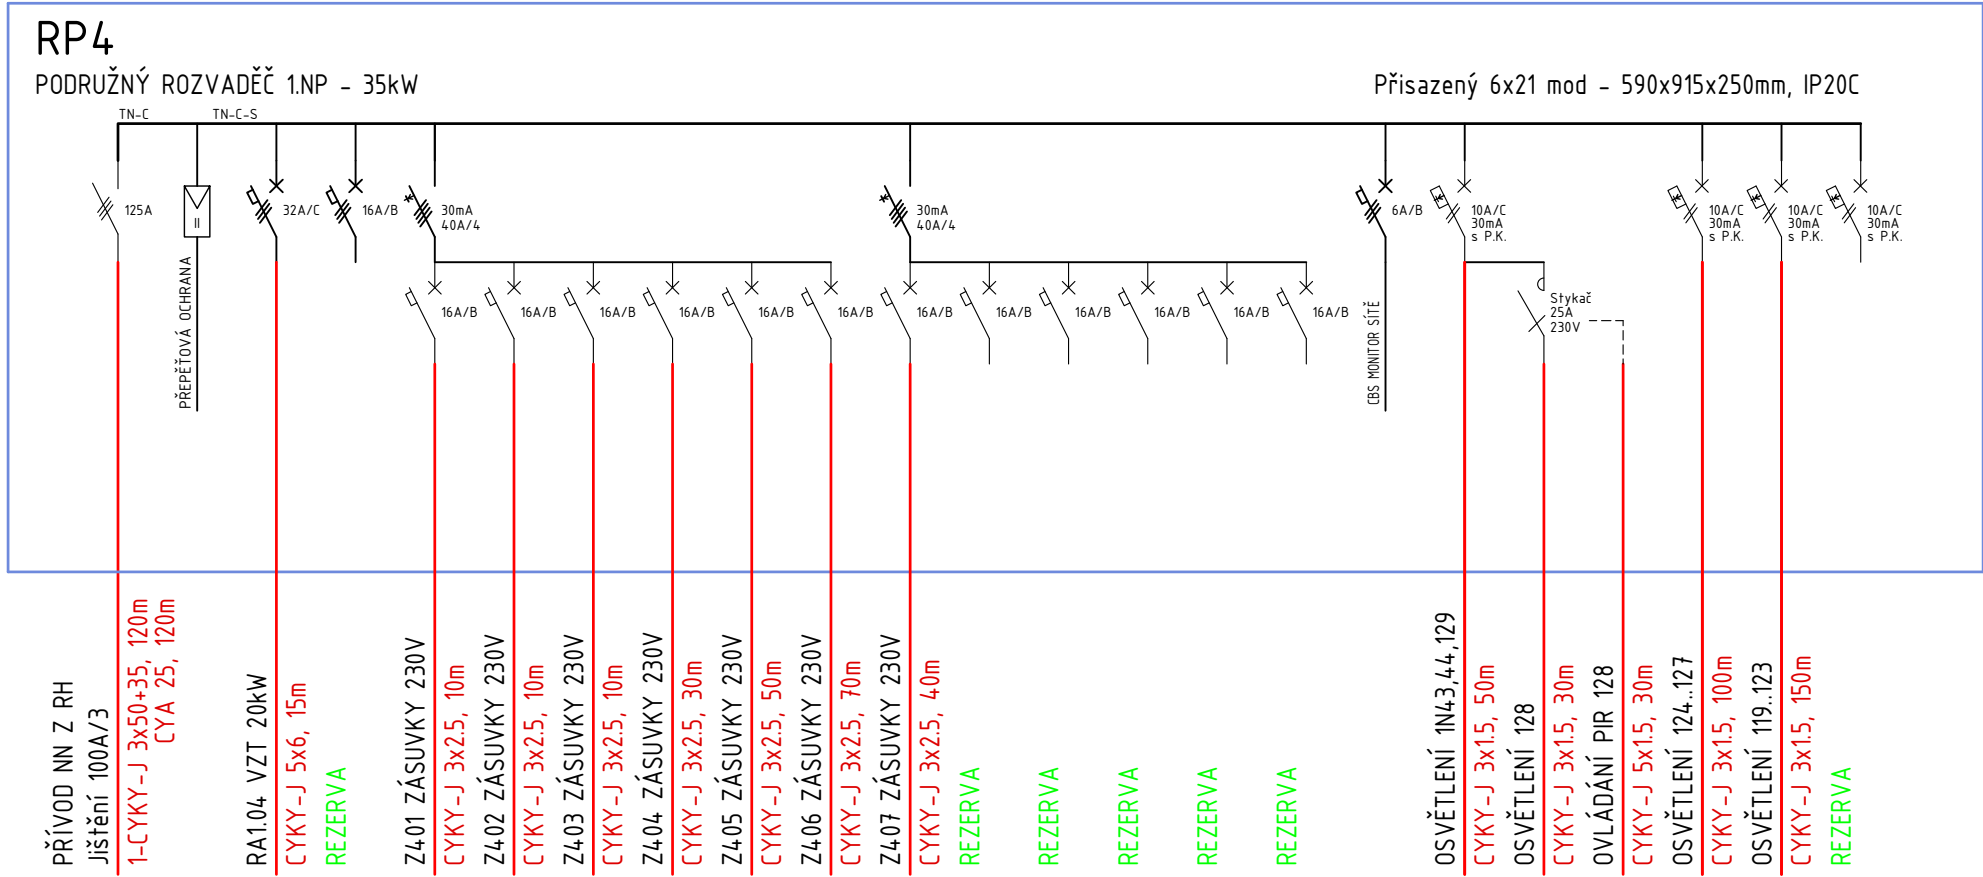 RP4
PODRUŽNÝ ROZVADĚČ 1.NP - 35kW
Přisazený 6x21 mod - 590x915x250mm, IP20C
TN-C
TN-C-S
125A
II
PŘEPĚŤOVÁ OCHRANA
32A/C
16A/B
30mA
40A/4
30mA
40A/4
6A/B
CBS MONITOR SÍTĚ
10A/C
30mA
s P.K.
10A/C
30mA
s P.K.
10A/C
30mA
s P.K.
10A/C
30mA
s P.K.
16A/B
16A/B
16A/B
16A/B
16A/B
16A/B
16A/B
16A/B
16A/B
16A/B
16A/B
16A/B
Stykač
25A
230V
PŘÍVOD NN Z RH
Jištění 100A/3
1-CYKY-J 3x50+35, 120m
CYA 25, 120m
RA1.04 VZT 20kW
CYKY-J 5x6, 15m
REZERVA
Z401 ZÁSUVKY 230V
CYKY-J 3x2.5, 10m
Z402 ZÁSUVKY 230V
CYKY-J 3x2.5, 10m
Z403 ZÁSUVKY 230V
CYKY-J 3x2.5, 10m
Z404 ZÁSUVKY 230V
CYKY-J 3x2.5, 30m
Z405 ZÁSUVKY 230V
CYKY-J 3x2.5, 50m
Z406 ZÁSUVKY 230V
CYKY-J 3x2.5, 70m
Z407 ZÁSUVKY 230V
CYKY-J 3x2.5, 40m
REZERVA
REZERVA
REZERVA
REZERVA
REZERVA
OSVĚTLENÍ 1N43,44,129
CYKY-J 3x1.5, 50m
OSVĚTLENÍ 128
CYKY-J 3x1.5, 30m
OVLÁDÁNÍ PIR 128
CYKY-J 5x1.5, 30m
OSVĚTLENÍ 124..127
CYKY-J 3x1.5, 100m
OSVĚTLENÍ 119..123
CYKY-J 3x1.5, 150m
REZERVA